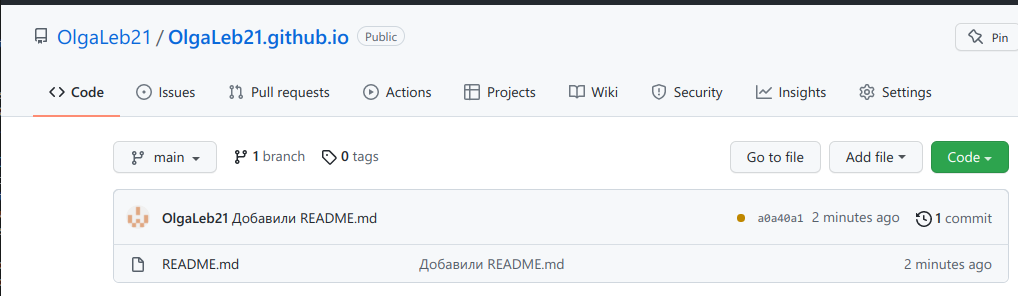 OlgaLeb21 / OlgaLeb21.github.io Public Pin
Code Issues Pull requests Actions Projects Wiki Security Insights Settings
main 1 branch 0 tags Go to file Add file Code
OlgaLeb21 Добавили README.md a0a40a1 2 minutes ago 1 commit
README.md Добавили README.md 2 minutes ago